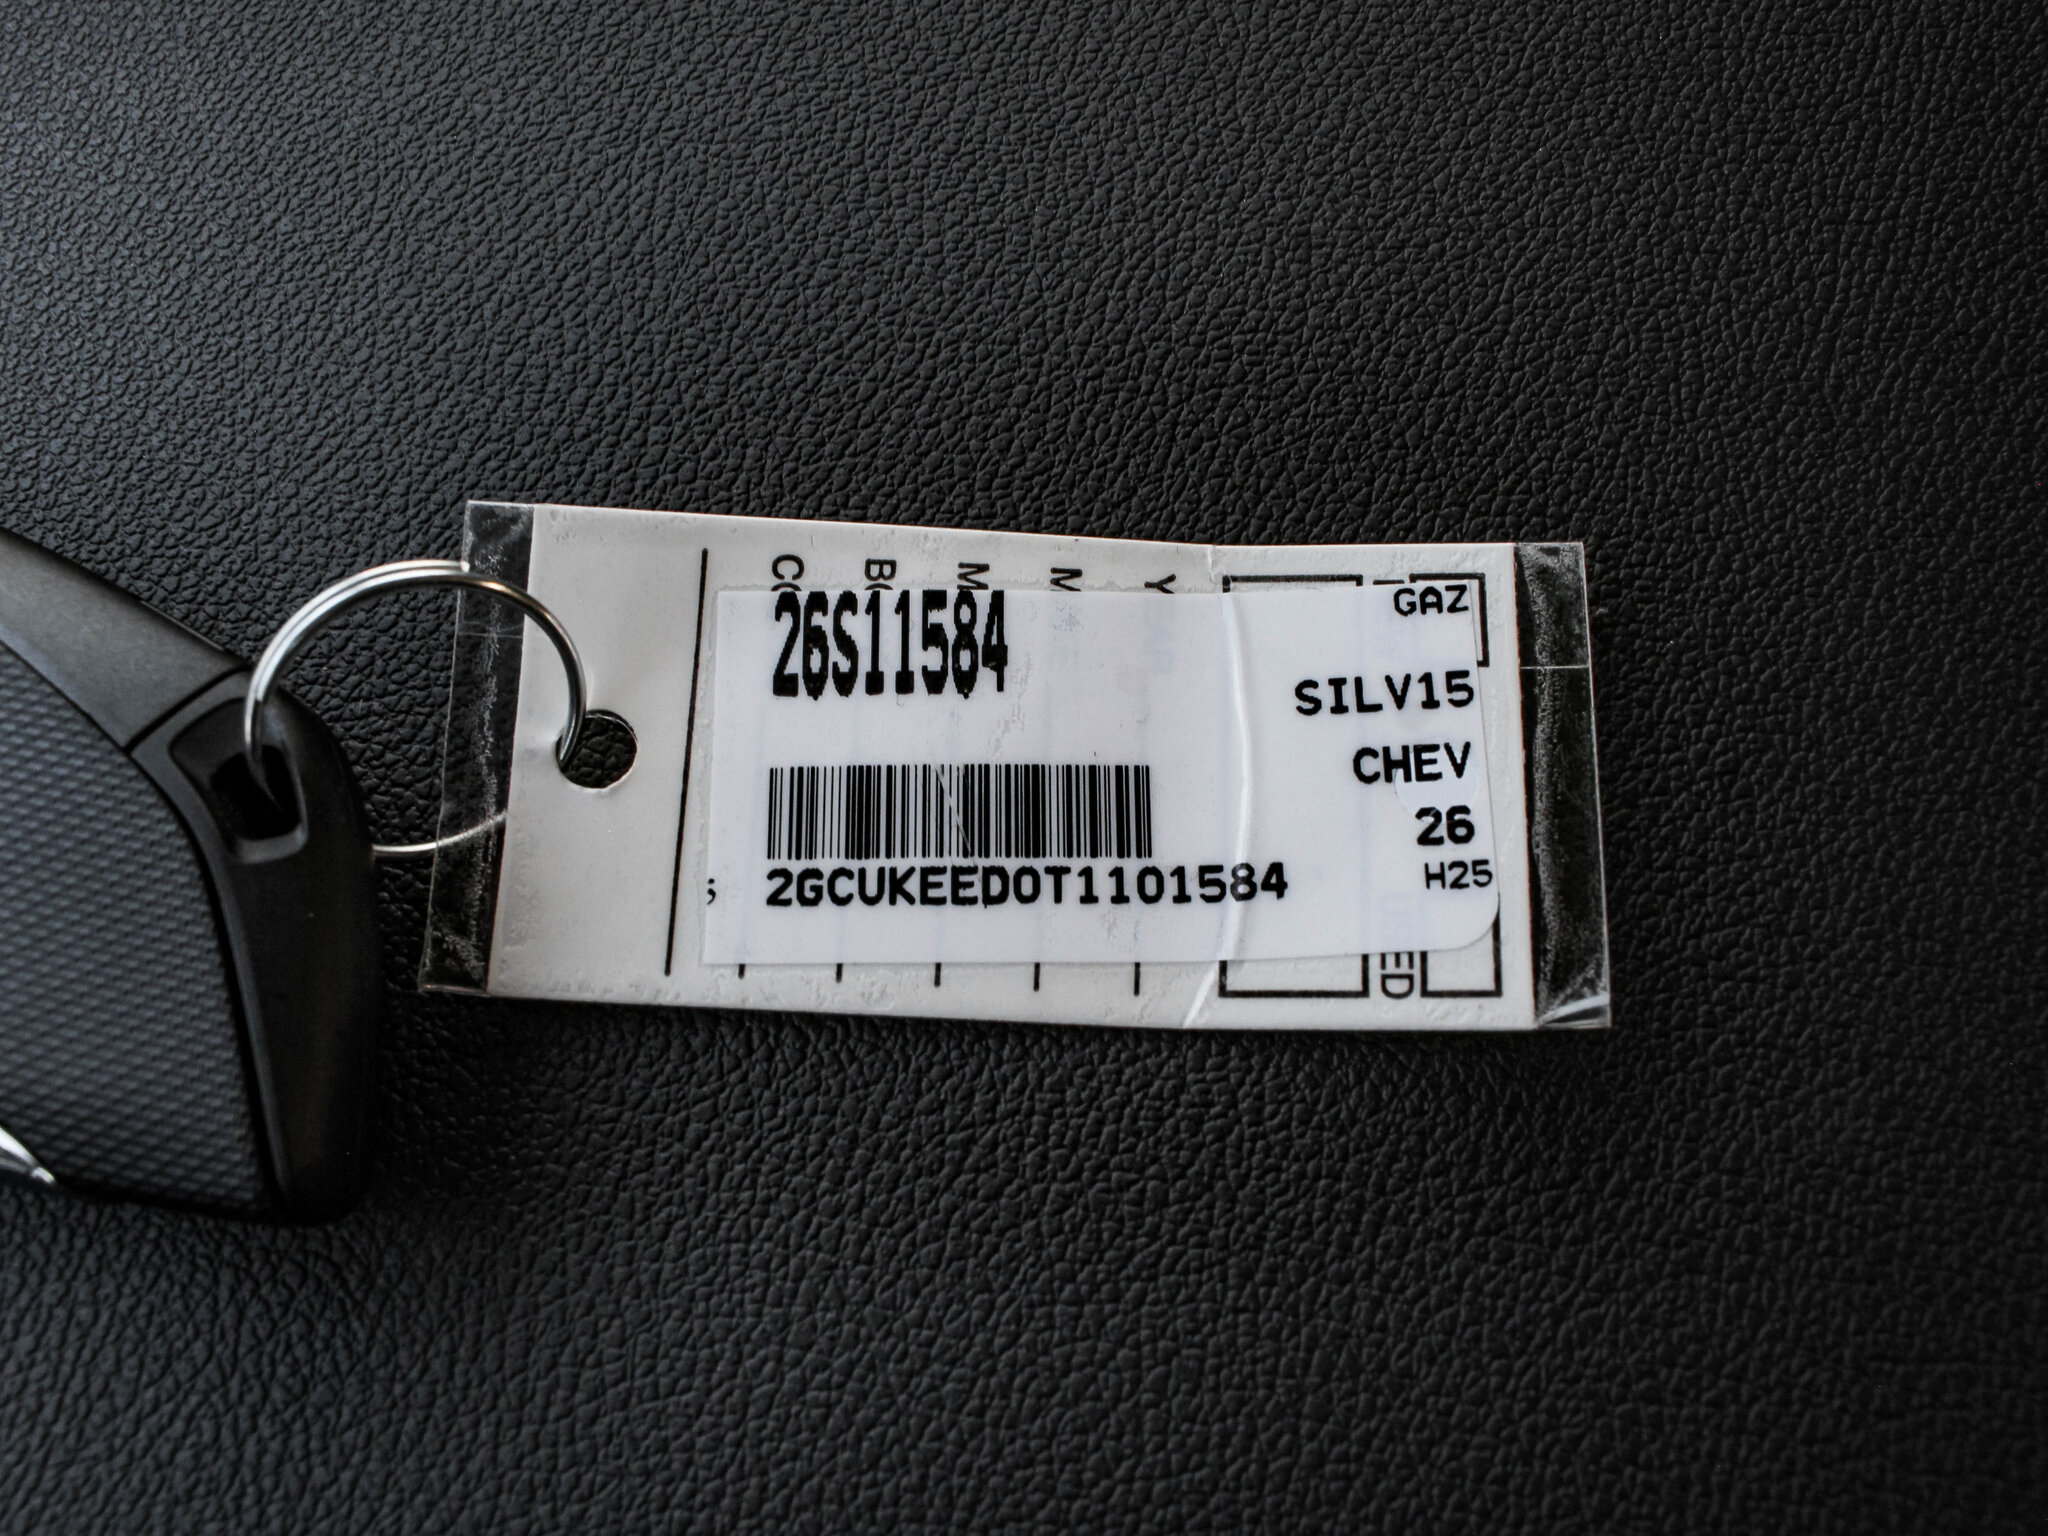 GAZ
26S11584
SILV15
CHEV
26
2GCUKEED0T1101584
H25